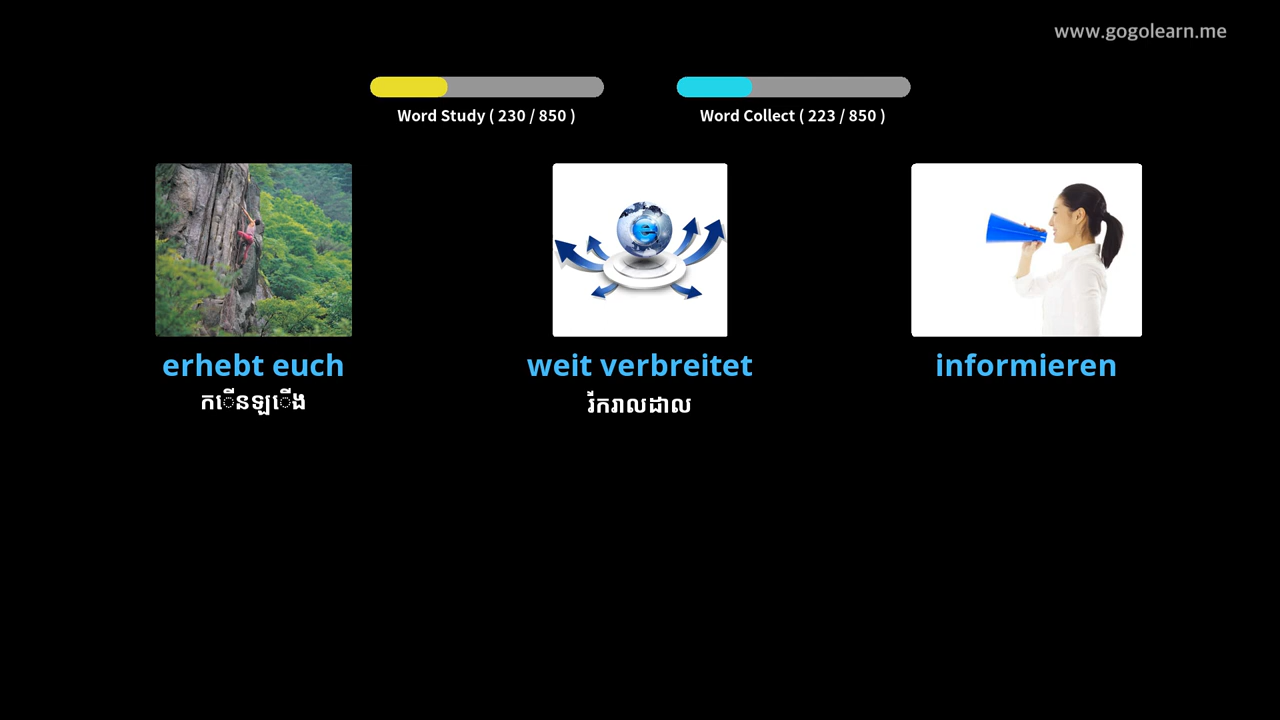 www.gogolearn.me
Word Study ( 230 / 850 )
Word Collect ( 223 / 850 )
e
erhebt euch
weit verbreitet
informieren
កើនឡើង
រីករាលដាល